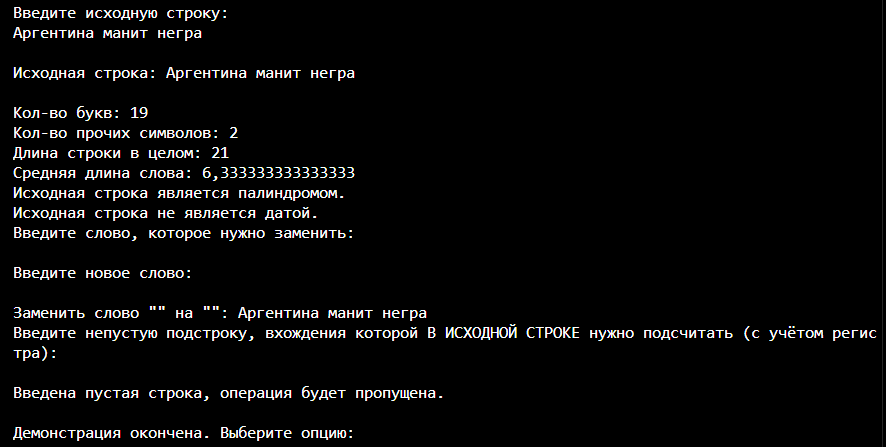 Введите исходную строку:
Аргентина манит негра
Исходная строка: Аргентина манит негра
Кол-во букв: 19
Кол-во прочих символов: 2
Длина строки в целом: 21
Средняя длина слова: 6,333333333333333
Исходная строка является палиндромом.
Исходная строка не является датой.
Введите слово, которое нужно заменить:
Введите новое слово:
Заменить слово "" на "": Аргентина манит негра
Введите непустую подстроку, вхождения которой В ИСХОДНОЙ СТРОКЕ нужно подсчитать (с учётом регис
тра):
Введена пустая строка, операция будет пропущена.
Демонстрация окончена. Выберите опцию: